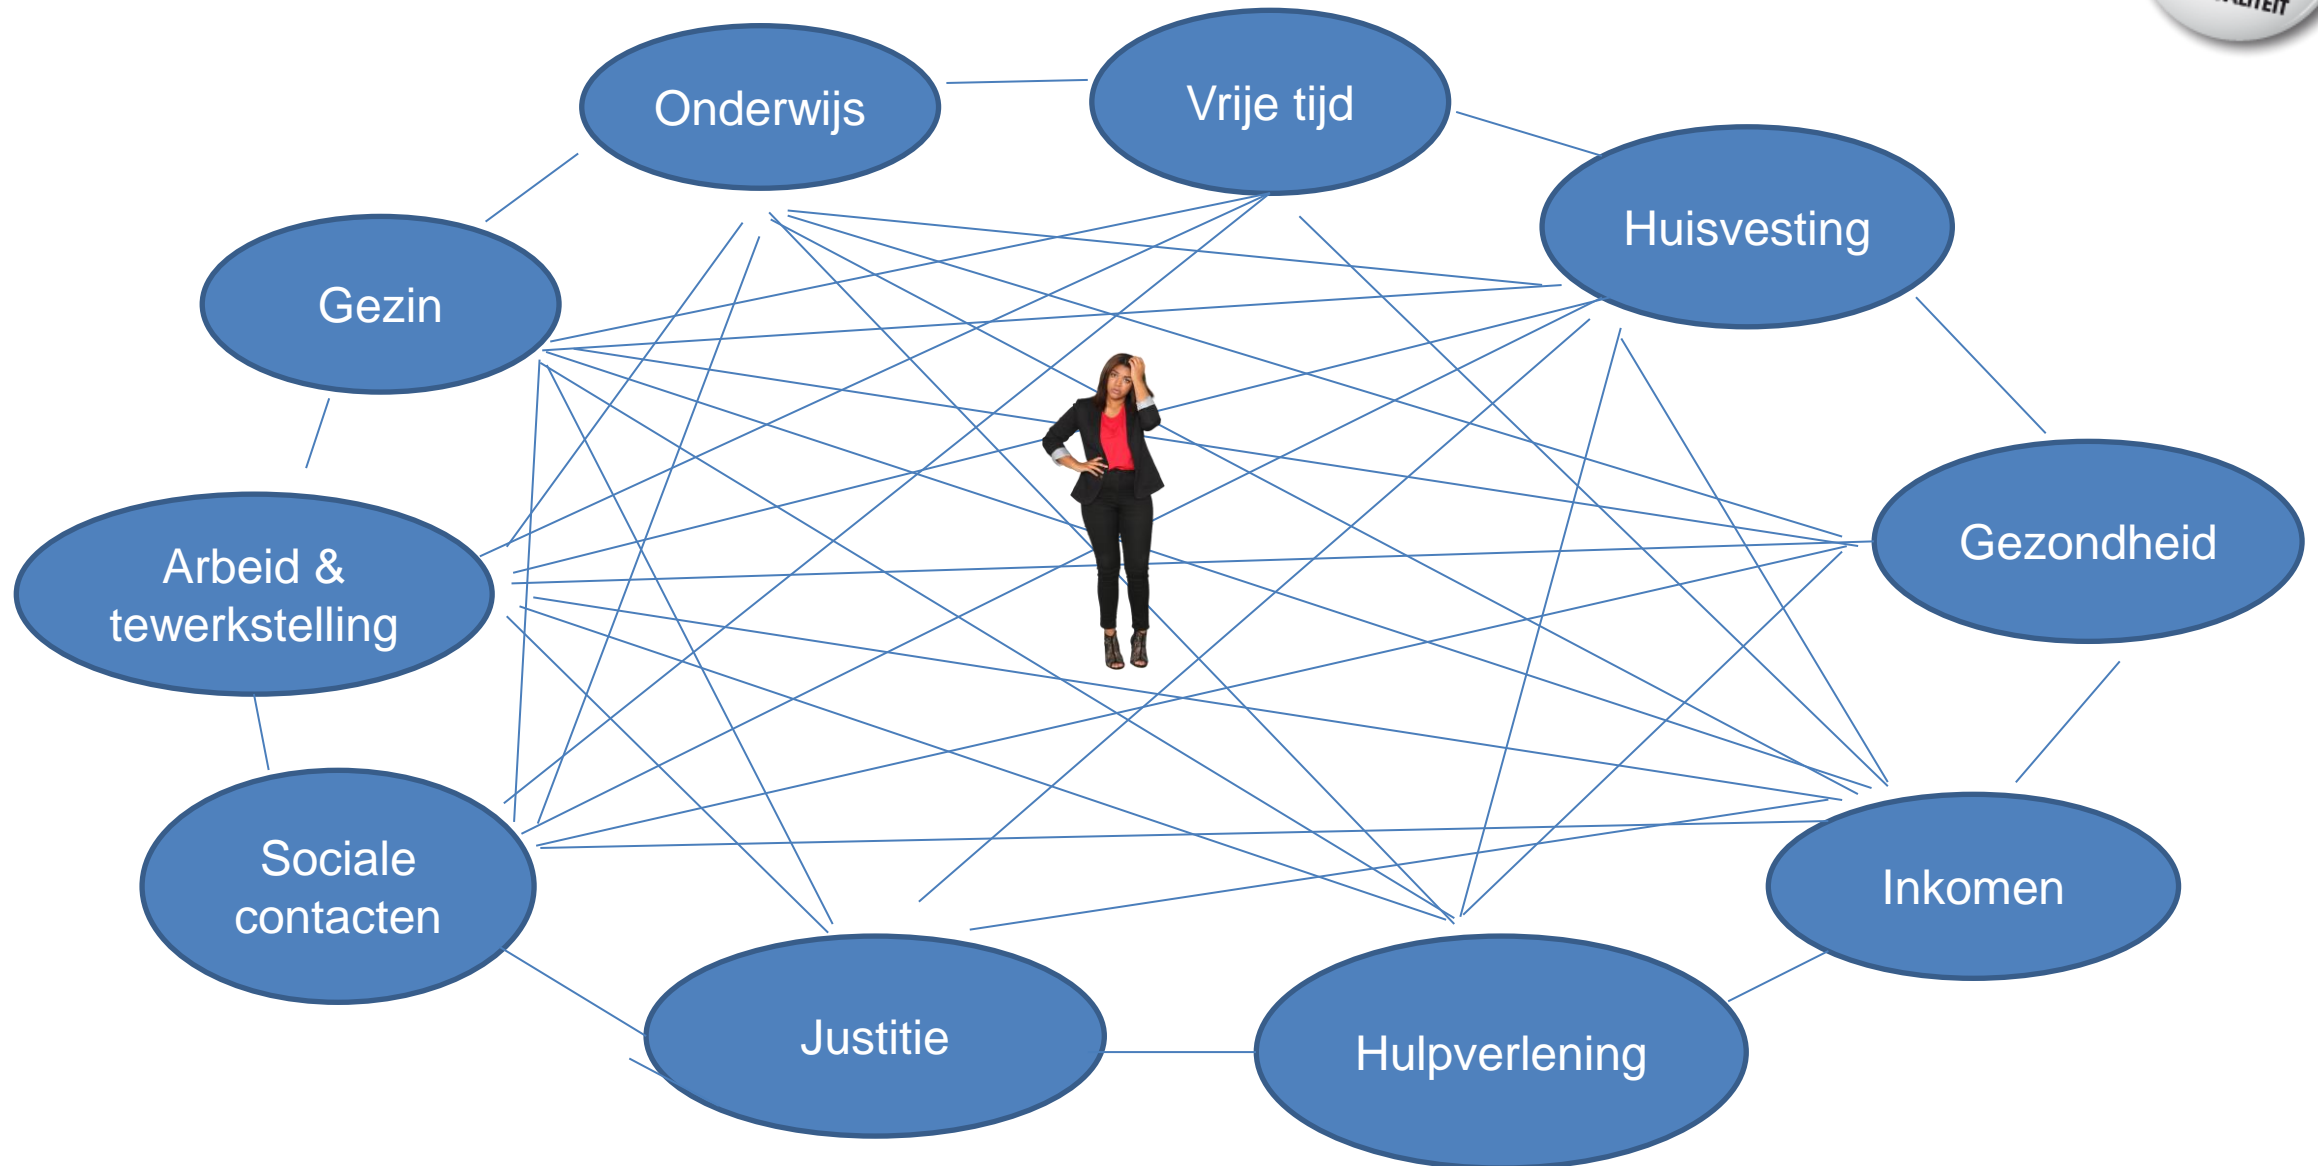 Onderwijs
Vrije tijd
Huisvesting
Gezin
Gezondheid
Arbeid &
tewerkstelling
Sociale
contacten
Inkomen
Justitie
Hulpverlening